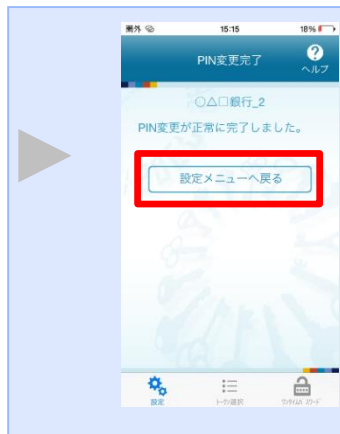 圏外 15:15 18%
PIN変更完了
?
ヘルプ
○△□銀行_2
PIN変更が正常に完了しました。
設定メニューへ戻る
設定 トークン選択 ワンタイムパスワード